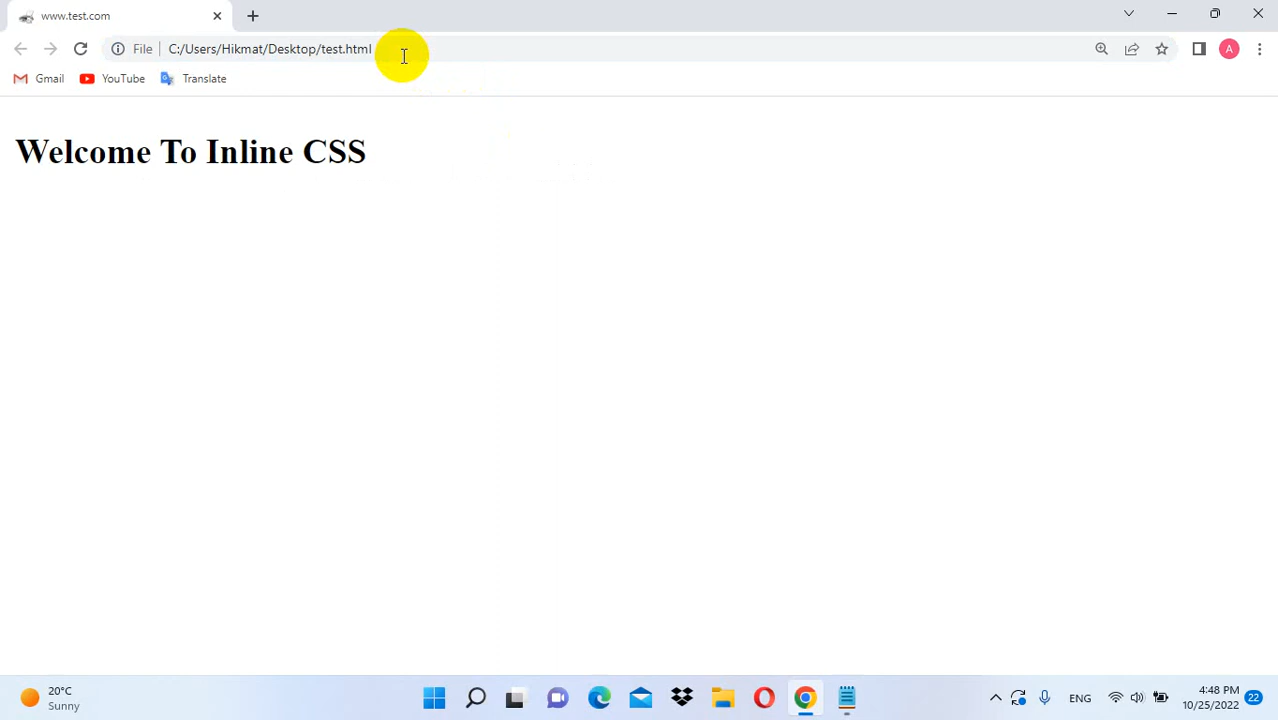 www.test.com
File C:/Users/Hikmat/Desktop/test.html
A
Gmail YouTube Translate
Welcome To Inline CSS
20°C
Sunny
ENG
4:48 PM
10/25/2022
22